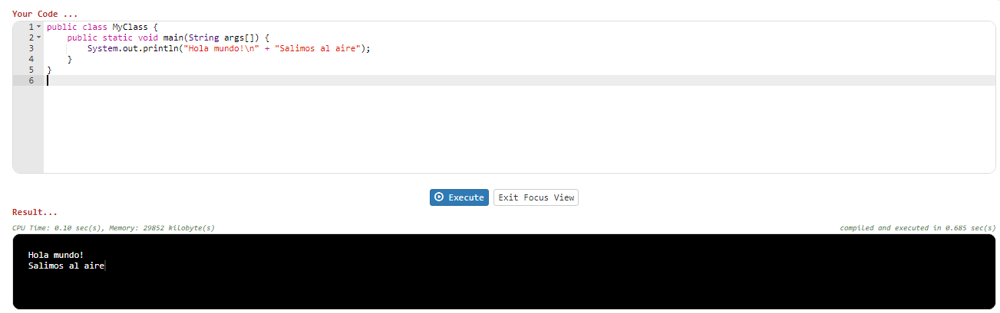 Your Code ...
1 public class MyClass {
2     public static void main(String args[]) {
3         System.out.println("Hola mundo!\n" + "Salimos al aire");
4     }
5 }
6
Execute Exit Focus View
Result...
CPU Time: 0.10 sec(s), Memory: 29852 kilobyte(s) compiled and executed in 0.685 sec(s)
Hola mundo!
Salimos al aire